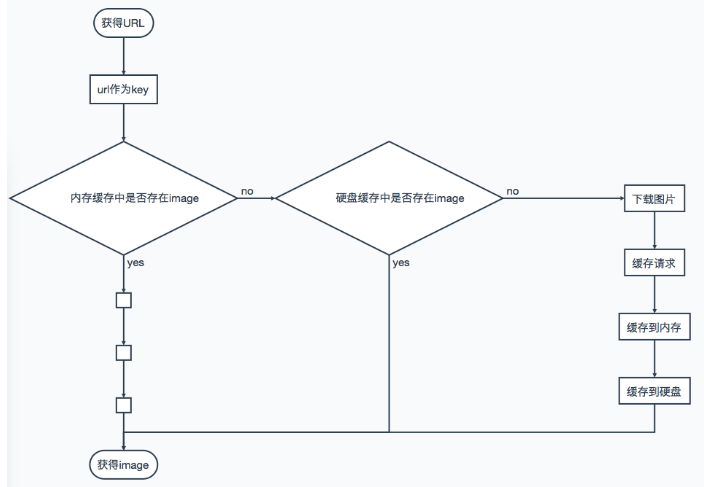 获得URL
url作为key
内存缓存中是否存在image
no
硬盘缓存中是否存在image
no
下载图片
yes
yes
缓存请求
缓存到内存
缓存到硬盘
获得image